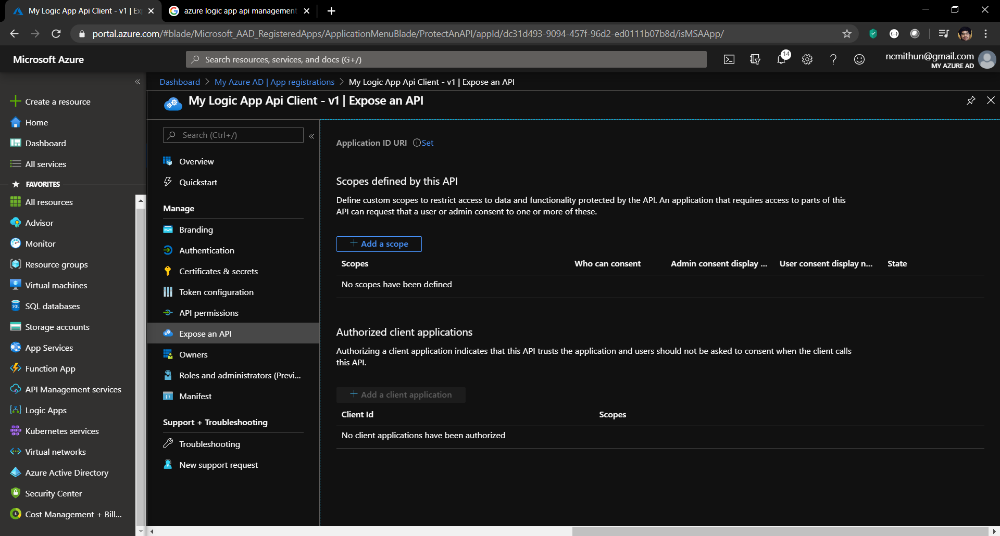 My Logic App Api Client - v1 | Ex
azure logic app api management
portal.azure.com/#blade/Microsoft_AAD_RegisteredApps/ApplicationMenuBlade/ProtectAnAPI/appId/dc31d493-9094-457f-96d2-ed0111b07b8d/isMSAApp/
Microsoft Azure
Search resources, services, and docs (G+/)
14
ncmithun@gmail.com
MY AZURE AD
Dashboard > My Azure AD | App registrations > My Logic App Api Client - v1 | Expose an API
My Logic App Api Client - v1 | Expose an API
Create a resource
Home
Dashboard
All services
FAVORITES
All resources
Advisor
Monitor
Resource groups
Virtual machines
SQL databases
Storage accounts
App Services
Function App
API Management services
Logic Apps
Kubernetes services
Virtual networks
Azure Active Directory
Security Center
Cost Management + Bill...
Search (Ctrl+/)
Overview
Quickstart
Manage
Branding
Authentication
Certificates & secrets
Token configuration
API permissions
Expose an API
Owners
Roles and administrators (Previ...
Manifest
Support + Troubleshooting
Troubleshooting
New support request
Application ID URI Set
Scopes defined by this API
Define custom scopes to restrict access to data and functionality protected by the API. An application that requires access to parts of this
API can request that a user or admin consent to one or more of these.
+ Add a scope
Scopes Who can consent Admin consent display ... User consent display n... State
No scopes have been defined
Authorized client applications
Authorizing a client application indicates that this API trusts the application and users should not be asked to consent when the client calls
this API.
+ Add a client application
Client Id Scopes
No client applications have been authorized